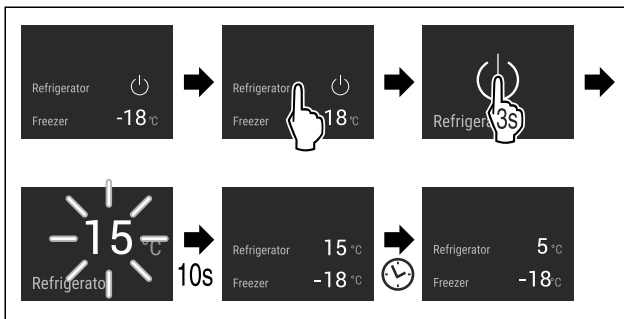 Refrigerator
Freezer -18 °C
Refrigerator
Freezer 18 °C
Refrigera
3s
15 °C
Refrigerato
10s
Refrigerator 15 °C
Freezer -18 °C
Refrigerator 5 °C
Freezer -18 °C